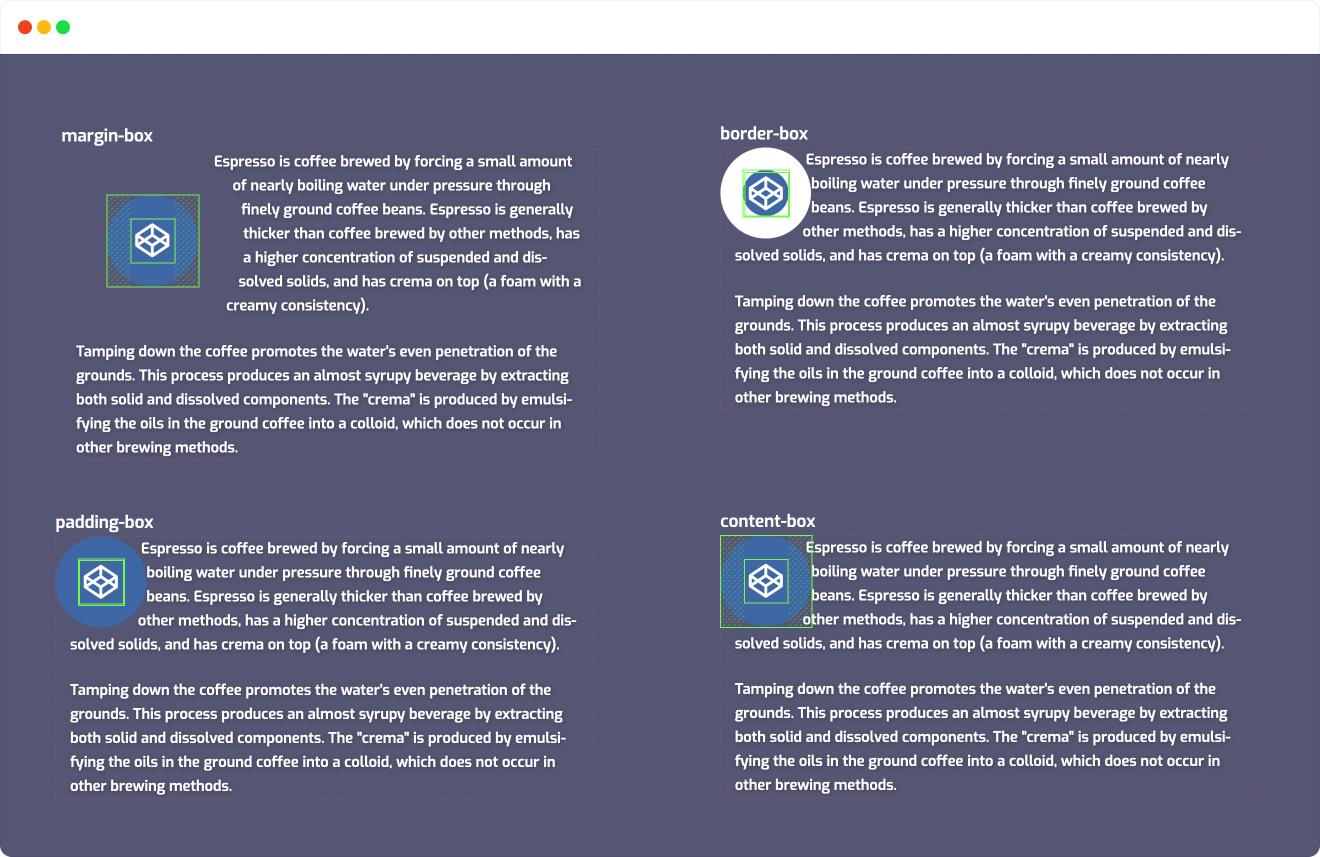 margin-box
Espresso is coffee brewed by forcing a small amount
of nearly boiling water under pressure through
finely ground coffee beans. Espresso is generally
thicker than coffee brewed by other methods, has
a higher concentration of suspended and dis-
solved solids, and has crema on top (a foam with a
creamy consistency).
Tamping down the coffee promotes the water's even penetration of the
grounds. This process produces an almost syrupy beverage by extracting
both solid and dissolved components. The "crema" is produced by emulsi-
fying the oils in the ground coffee into a colloid, which does not occur in
other brewing methods.
border-box
Espresso is coffee brewed by forcing a small amount of nearly
boiling water under pressure through finely ground coffee
beans. Espresso is generally thicker than coffee brewed by
other methods, has a higher concentration of suspended and dis-
solved solids, and has crema on top (a foam with a creamy consistency).
Tamping down the coffee promotes the water's even penetration of the
grounds. This process produces an almost syrupy beverage by extracting
both solid and dissolved components. The "crema" is produced by emulsi-
fying the oils in the ground coffee into a colloid, which does not occur in
other brewing methods.
padding-box
Espresso is coffee brewed by forcing a small amount of nearly
boiling water under pressure through finely ground coffee
beans. Espresso is generally thicker than coffee brewed by
other methods, has a higher concentration of suspended and dis-
solved solids, and has crema on top (a foam with a creamy consistency).
Tamping down the coffee promotes the water's even penetration of the
grounds. This process produces an almost syrupy beverage by extracting
both solid and dissolved components. The "crema" is produced by emulsi-
fying the oils in the ground coffee into a colloid, which does not occur in
other brewing methods.
content-box
Espresso is coffee brewed by forcing a small amount of nearly
boiling water under pressure through finely ground coffee
beans. Espresso is generally thicker than coffee brewed by
other methods, has a higher concentration of suspended and dis-
solved solids, and has crema on top (a foam with a creamy consistency).
Tamping down the coffee promotes the water's even penetration of the
grounds. This process produces an almost syrupy beverage by extracting
both solid and dissolved components. The "crema" is produced by emulsi-
fying the oils in the ground coffee into a colloid, which does not occur in
other brewing methods.